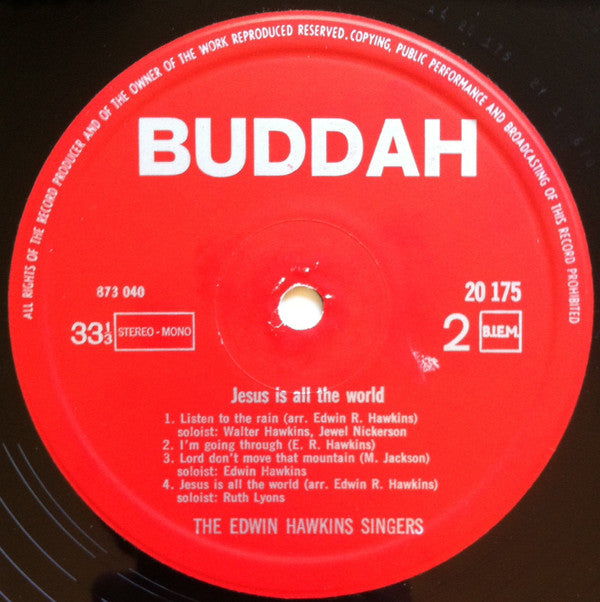 ALL RIGHTS OF THE RECORD PRODUCER AND OF THE OWNER OF THE WORK REPRODUCED RESERVED. COPYING, PUBLIC PERFORMANCE AND BROADCASTING OF THIS RECORD PROHIBITED
BUDDAH
873 040
20 175
33⅓ STEREO - MONO
2 B.I.E.M.
Jesus is all the world
1. Listen to the rain (arr. Edwin R. Hawkins)
soloist: Walter Hawkins, Jewel Nickerson
2. I'm going through (E. R. Hawkins)
3. Lord don't move that mountain (M. Jackson)
soloist: Edwin Hawkins
4. Jesus is all the world (arr. Edwin R. Hawkins)
soloist: Ruth Lyons
THE EDWIN HAWKINS SINGERS